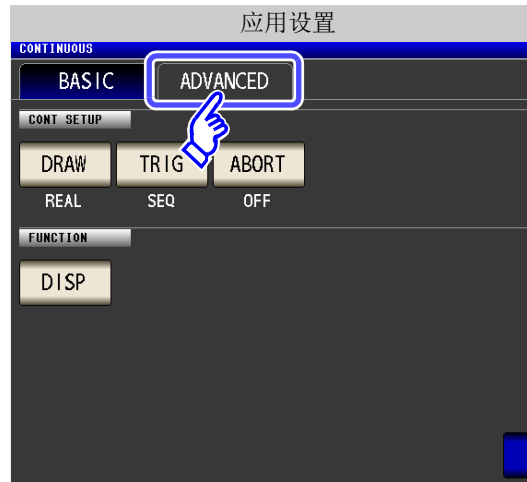 应用设置
CONTINUOUS
BASIC ADVANCED
CONT SETUP
DRAW TRIG ABORT
REAL SEQ OFF
FUNCTION
DISP